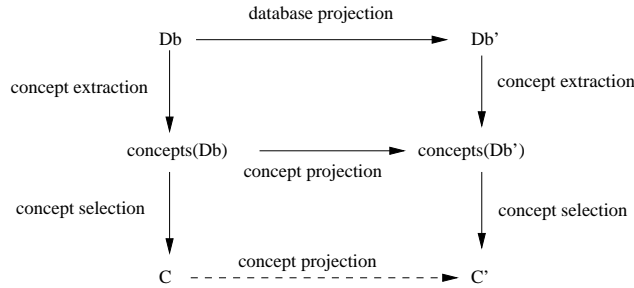 database projection
Db
Db'
concept extraction
concept extraction
concepts(Db)
concepts(Db')
concept projection
concept selection
concept selection
concept projection
C
C'